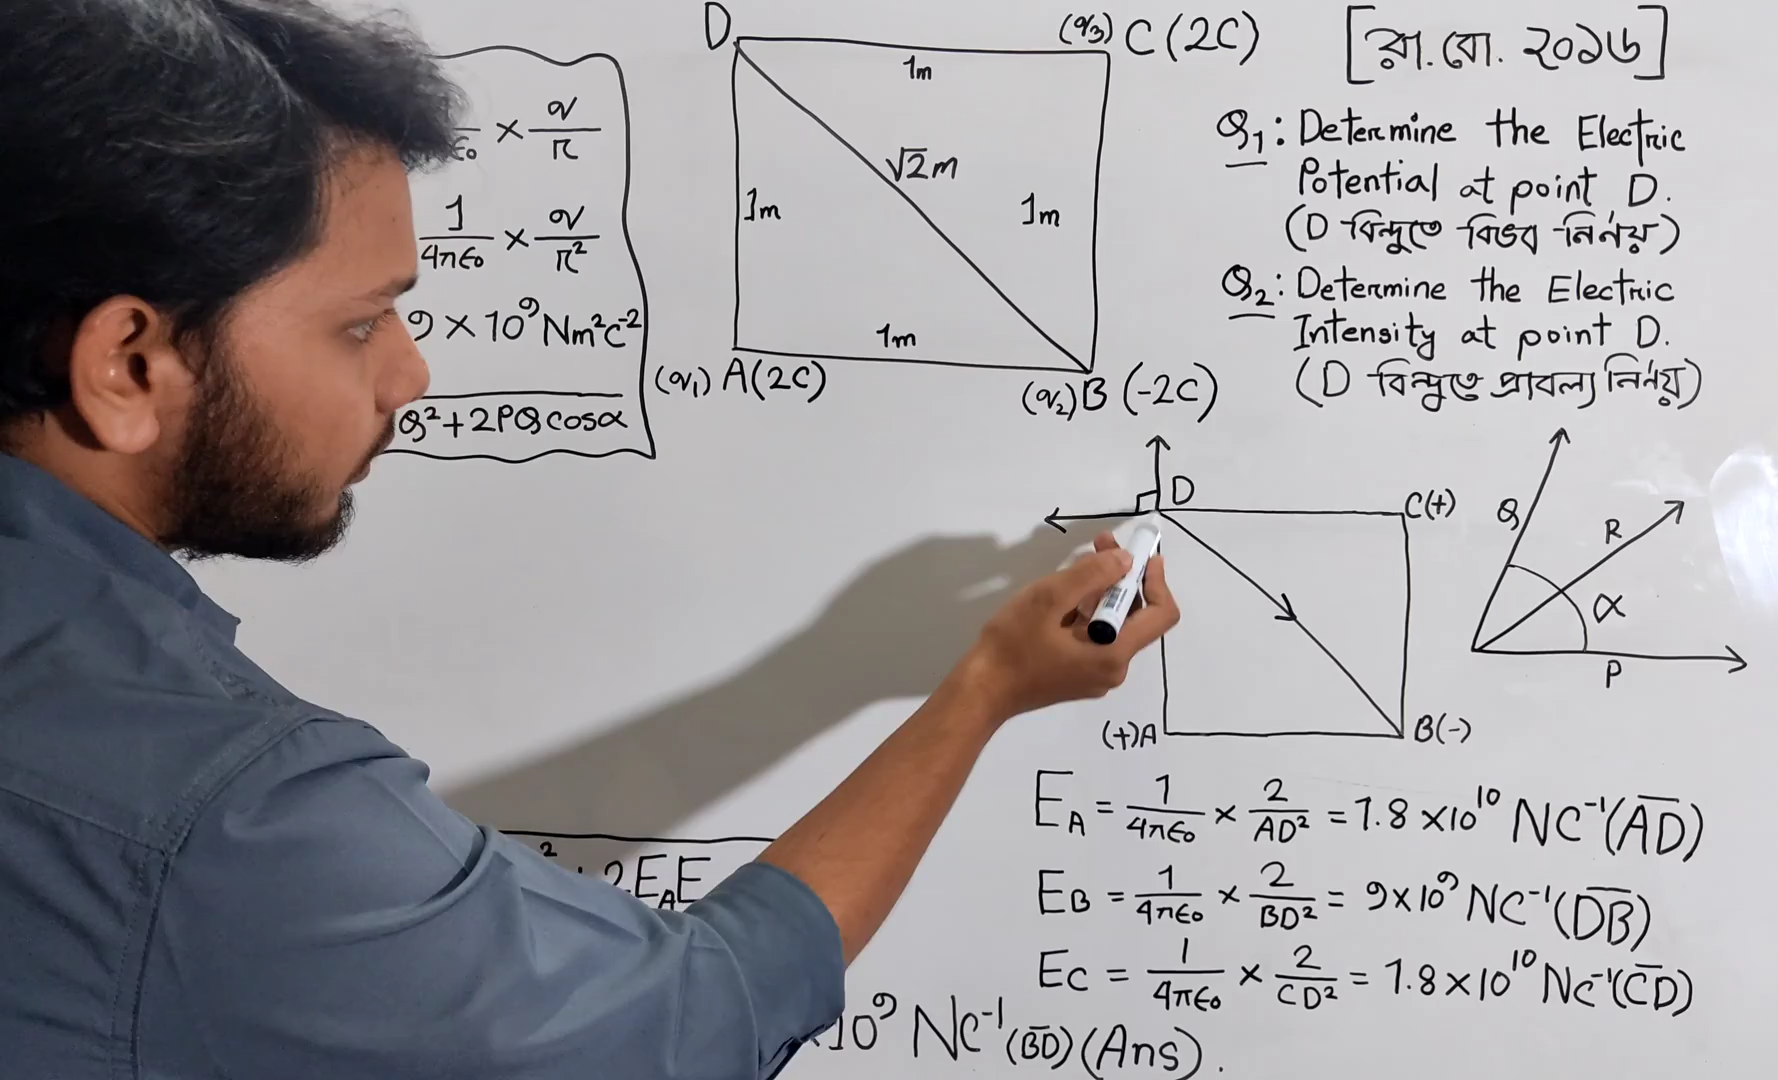 D
(q3) C (2C)
1m
√2m
1m
1m
1m
(q1) A(2C)
(q2)B (-2C)
[রা. বো. ২০১৬]
Q1: Determine the Electric
Potential at point D.
(D বিন্দুতে বিভব নির্ণয়)
Q2: Determine the Electric
Intensity at point D.
(D বিন্দুতে প্রাবল্য নির্ণয়)
ϵ0 × q/r
1/4πϵ0 × q/r²
9 × 10⁹ Nm²C⁻²
Q²+2PQcosα
D
C(+)
(+)A
B(-)
Q
R
α
P
EA = 1/4πϵ0 × 2/AD² = 1.8 ×10¹⁰ NC⁻¹(AD)
EB = 1/4πϵ0 × 2/BD² = 9×10⁹ NC⁻¹(DB)
EC = 1/4πϵ0 × 2/CD² = 1.8×10¹⁰ NC⁻¹(CD)
2EAE
10⁹ NC⁻¹(BD) (Ans).